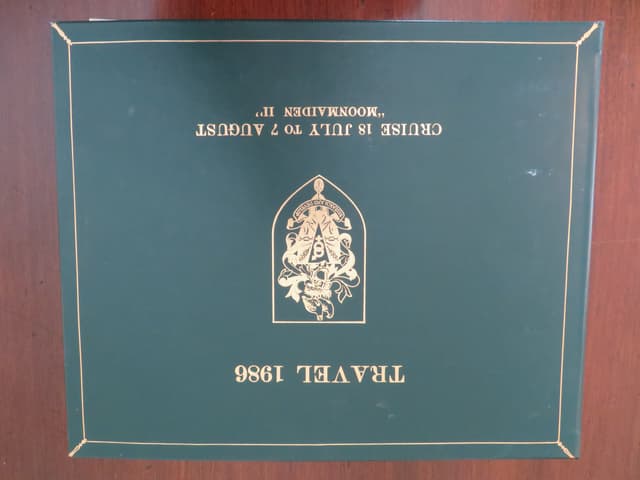 TRAVEL 1986
CRUISE 18 JULY TO 7 AUGUST
"MOONMAIDEN II"